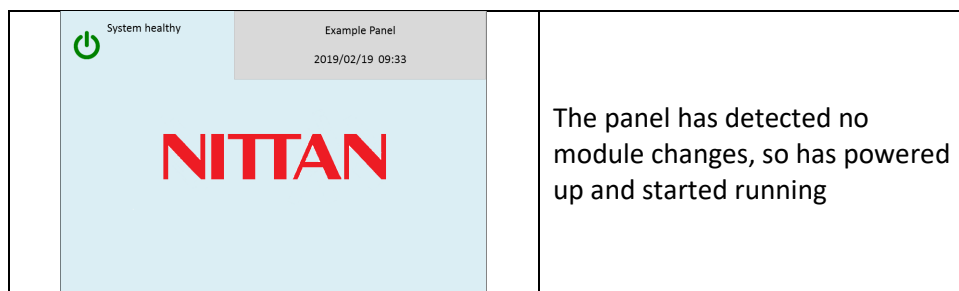 System healthy
Example Panel
2019/02/19 09:33
NITTAN
The panel has detected no
module changes, so has powered
up and started running